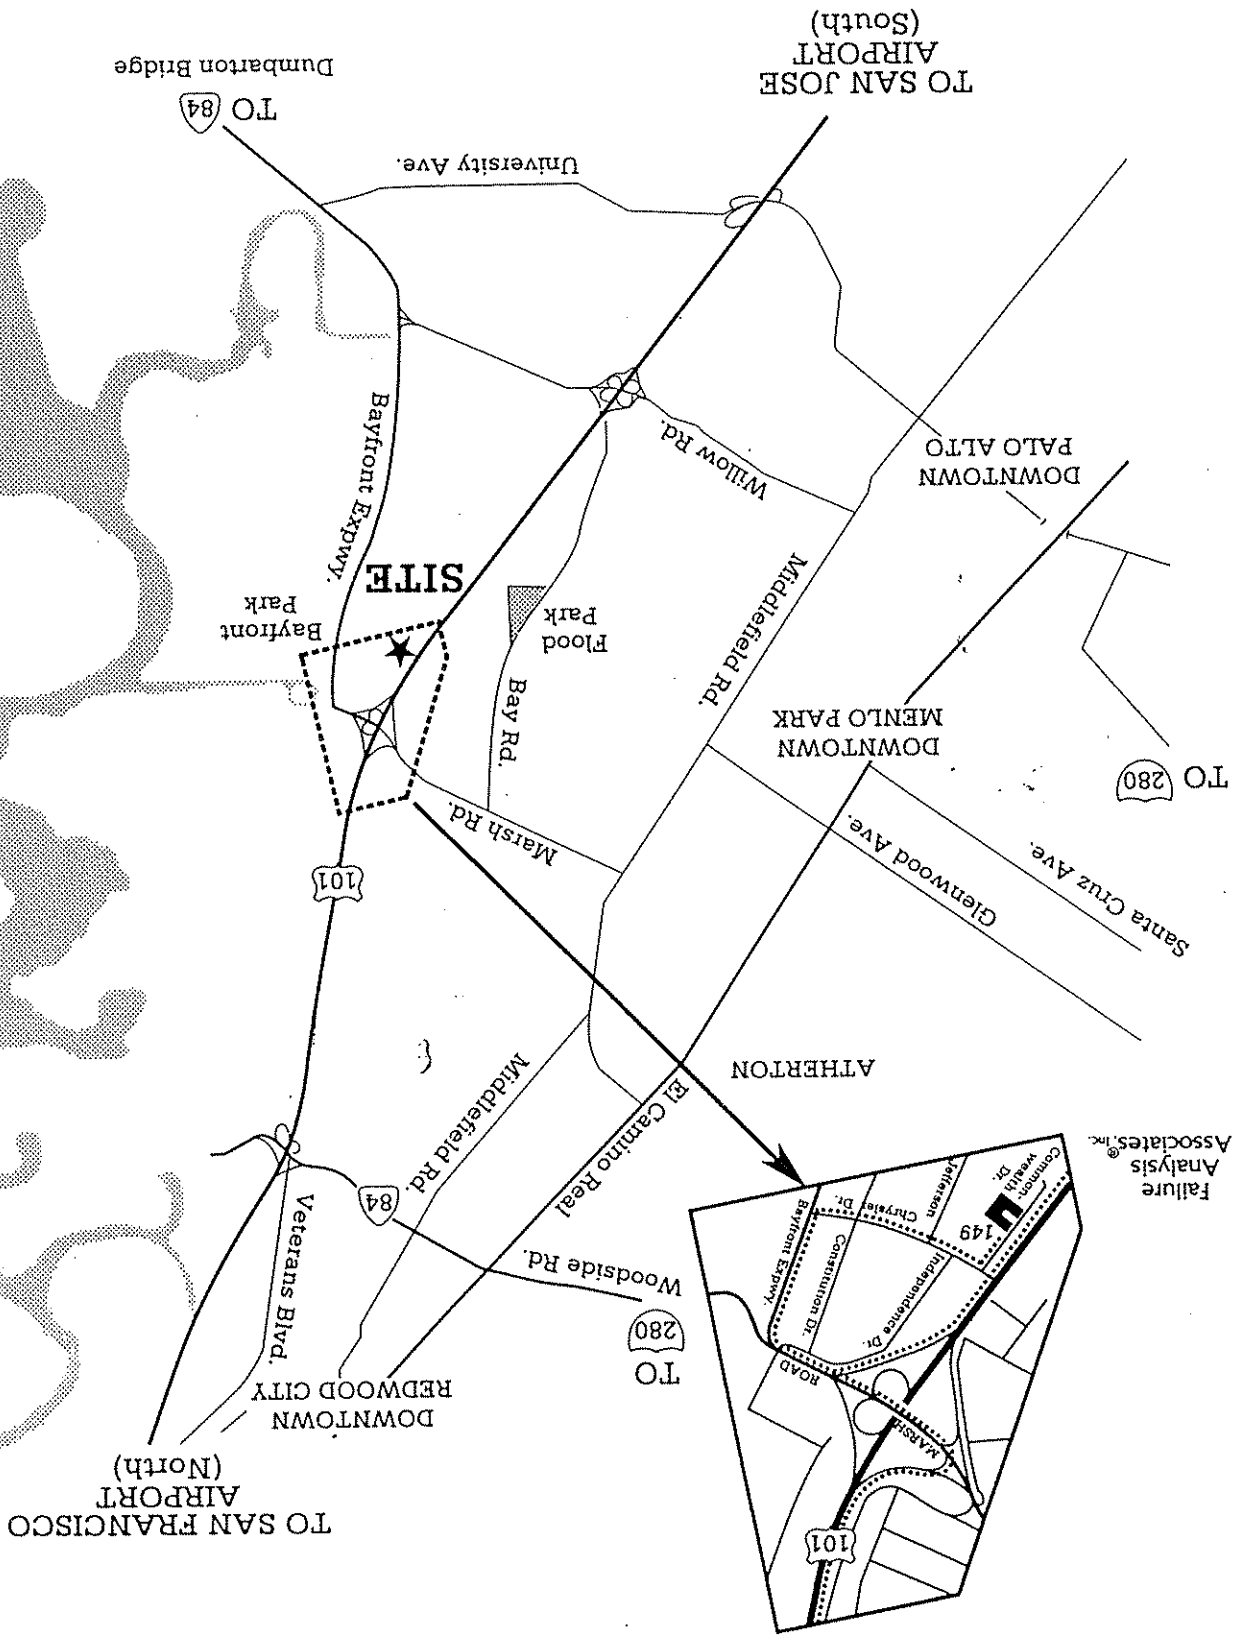 Failure
Analysis
Associates,® Inc.
101
MARSH
ROAD
149
Common-
wealth
Dr.
Independence Dr.
Constitution Dr.
Bayfront Expwy.
Chrysler Dr.
Jefferson
TO SAN FRANCISCO
AIRPORT
(North)
DOWNTOWN
REDWOOD CITY
TO
280
Woodside Rd.
84
Veterans Blvd.
El Camino Real
Middlefield Rd.
ATHERTON
Santa Cruz Ave.
Glenwood Ave.
101
Marsh Rd.
TO
280
DOWNTOWN
MENLO PARK
Bay Rd.
Middlefield Rd.
Flood
Park
Bayfront
Park
SITE
Bayfront Expwy.
DOWNTOWN
PALO ALTO
Willow Rd.
University Ave.
TO
84
Dumbarton Bridge
TO SAN JOSE
AIRPORT
(South)